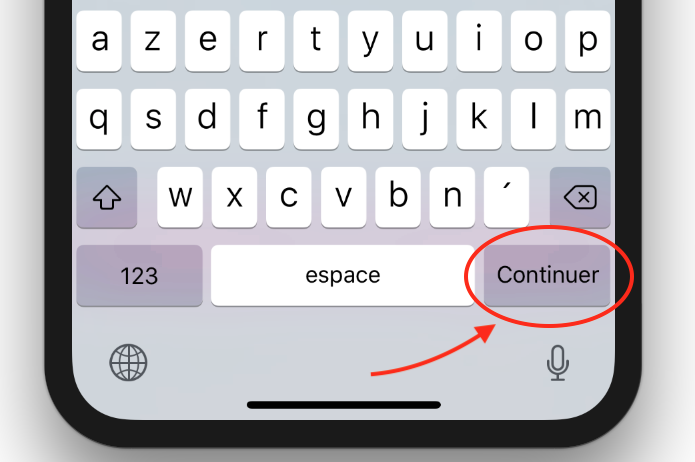 a z e r t y u i o p
q s d f g h j k l m
w x c v b n ´
123 espace Continuer